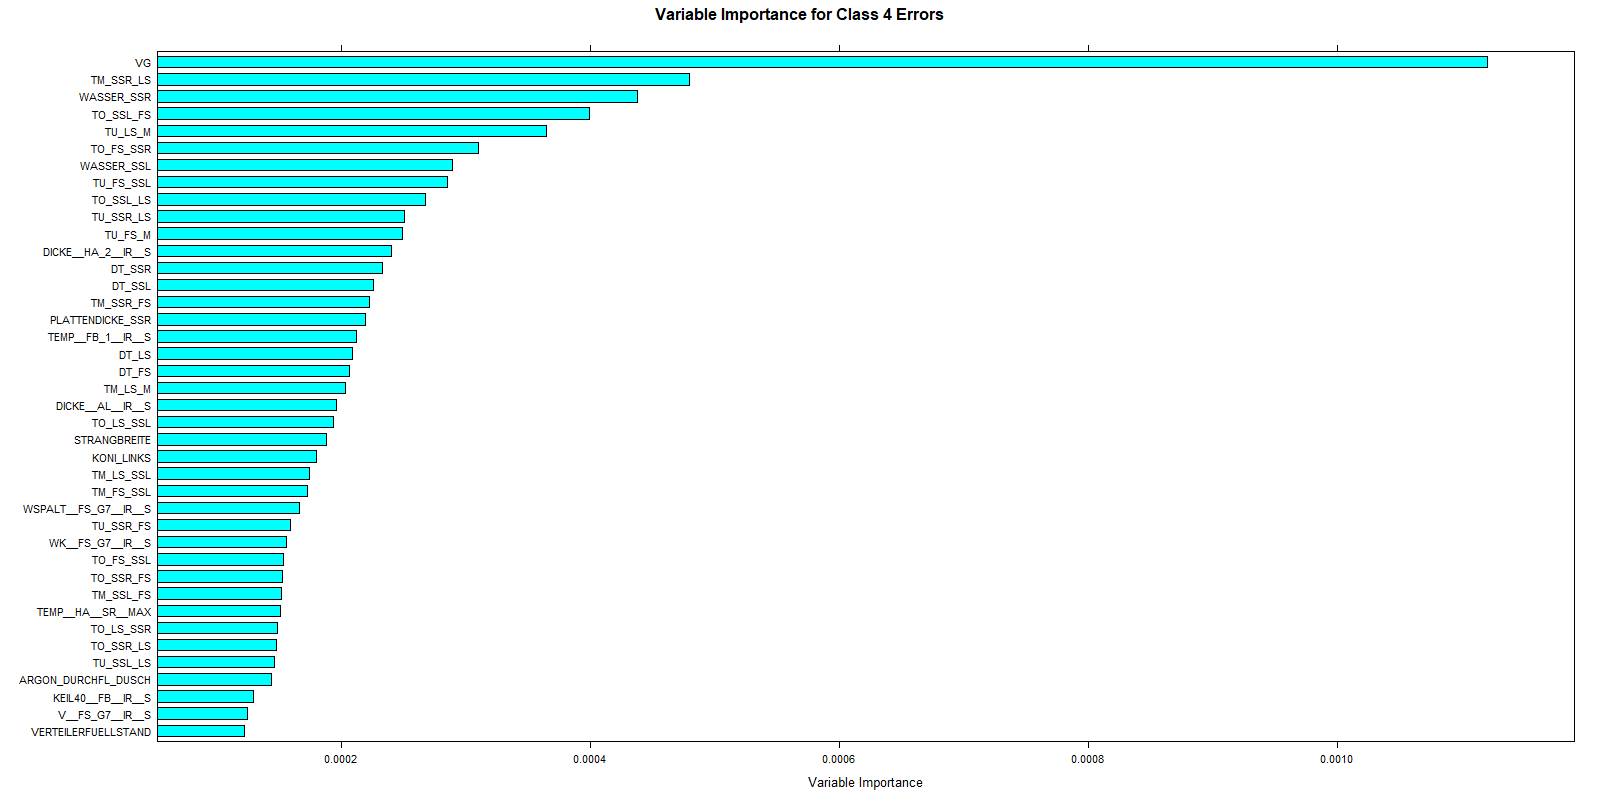 Variable Importance for Class 4 Errors
VG
TM_SSR_LS
WASSER_SSR
TO_SSL_FS
TU_LS_M
TO_FS_SSR
WASSER_SSL
TU_FS_SSL
TO_SSL_LS
TU_SSR_LS
TU_FS_M
DICKE__HA_2__IR__S
DT_SSR
DT_SSL
TM_SSR_FS
PLATTENDICKE_SSR
TEMP__FB_1__IR__S
DT_LS
DT_FS
TM_LS_M
DICKE__AL__IR__S
TO_LS_SSL
STRANGBREITE
KONI_LINKS
TM_LS_SSL
TM_FS_SSL
WSPALT__FS_G7__IR__S
TU_SSR_FS
WK__FS_G7__IR__S
TO_FS_SSL
TO_SSR_FS
TM_SSL_FS
TEMP__HA__SR__MAX
TO_LS_SSR
TO_SSR_LS
TU_SSL_LS
ARGON_DURCHFL_DUSCH
KEIL40__FB__IR__S
V__FS_G7__IR__S
VERTEILERFUELLSTAND
0.0002 0.0004 0.0006 0.0008 0.0010
Variable Importance